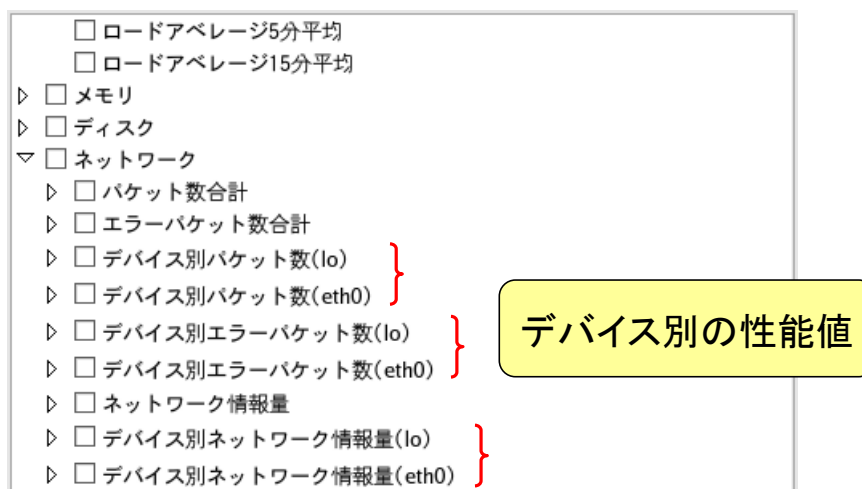 ロードアベレージ5分平均
ロードアベレージ15分平均
メモリ
ディスク
ネットワーク
パケット数合計
エラーパケット数合計
デバイス別パケット数(lo)
デバイス別パケット数(eth0)
デバイス別エラーパケット数(lo)
デバイス別エラーパケット数(eth0)
ネットワーク情報量
デバイス別ネットワーク情報量(lo)
デバイス別ネットワーク情報量(eth0)
デバイス別の性能値